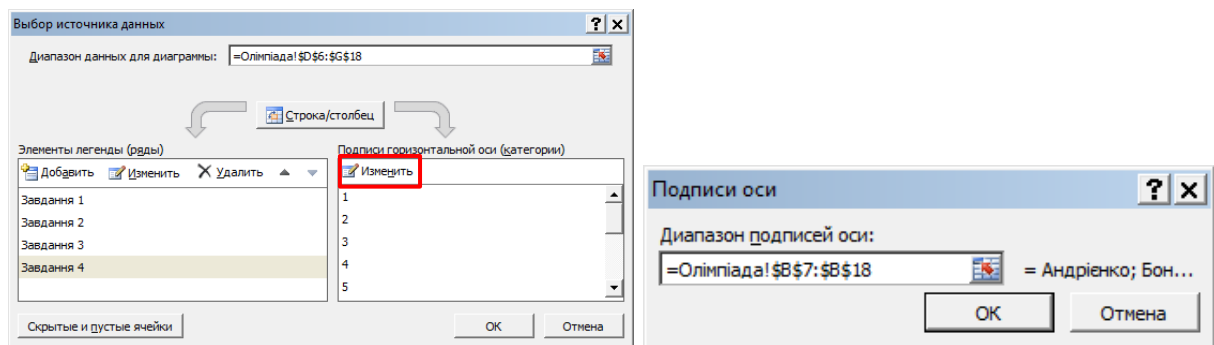 Выбор источника данных
Диапазон данных для диаграммы: =Олімпіада!$D$6:$G$18
Строка/столбец
Элементы легенды (ряды)
Добавить Изменить Удалить
Завдання 1
Завдання 2
Завдання 3
Завдання 4
Подписи горизонтальной оси (категории)
Изменить
1
2
3
4
5
Скрытые и пустые ячейки
ОК Отмена
Подписи оси
Диапазон подписей оси:
=Олімпіада!$B$7:$B$18 = Андрієнко; Бон...
ОК Отмена